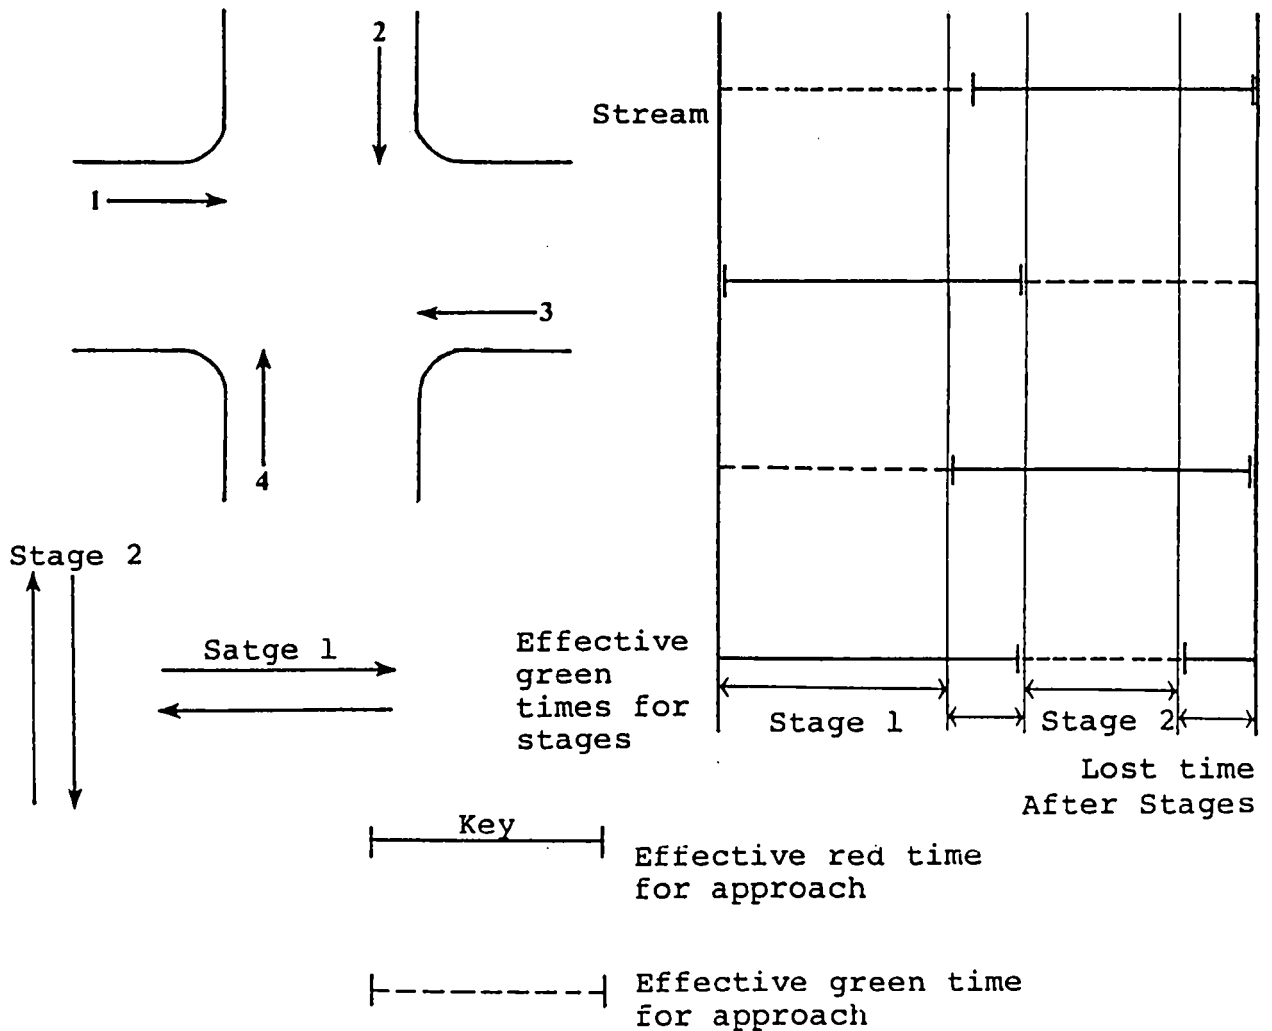 2
Stream
1
3
4
Stage 2
Satge 1
Effective
green
times for
stages
Stage 1
Stage 2
Lost time
After Stages
Key
Effective red time
for approach
Effective green time
for approach